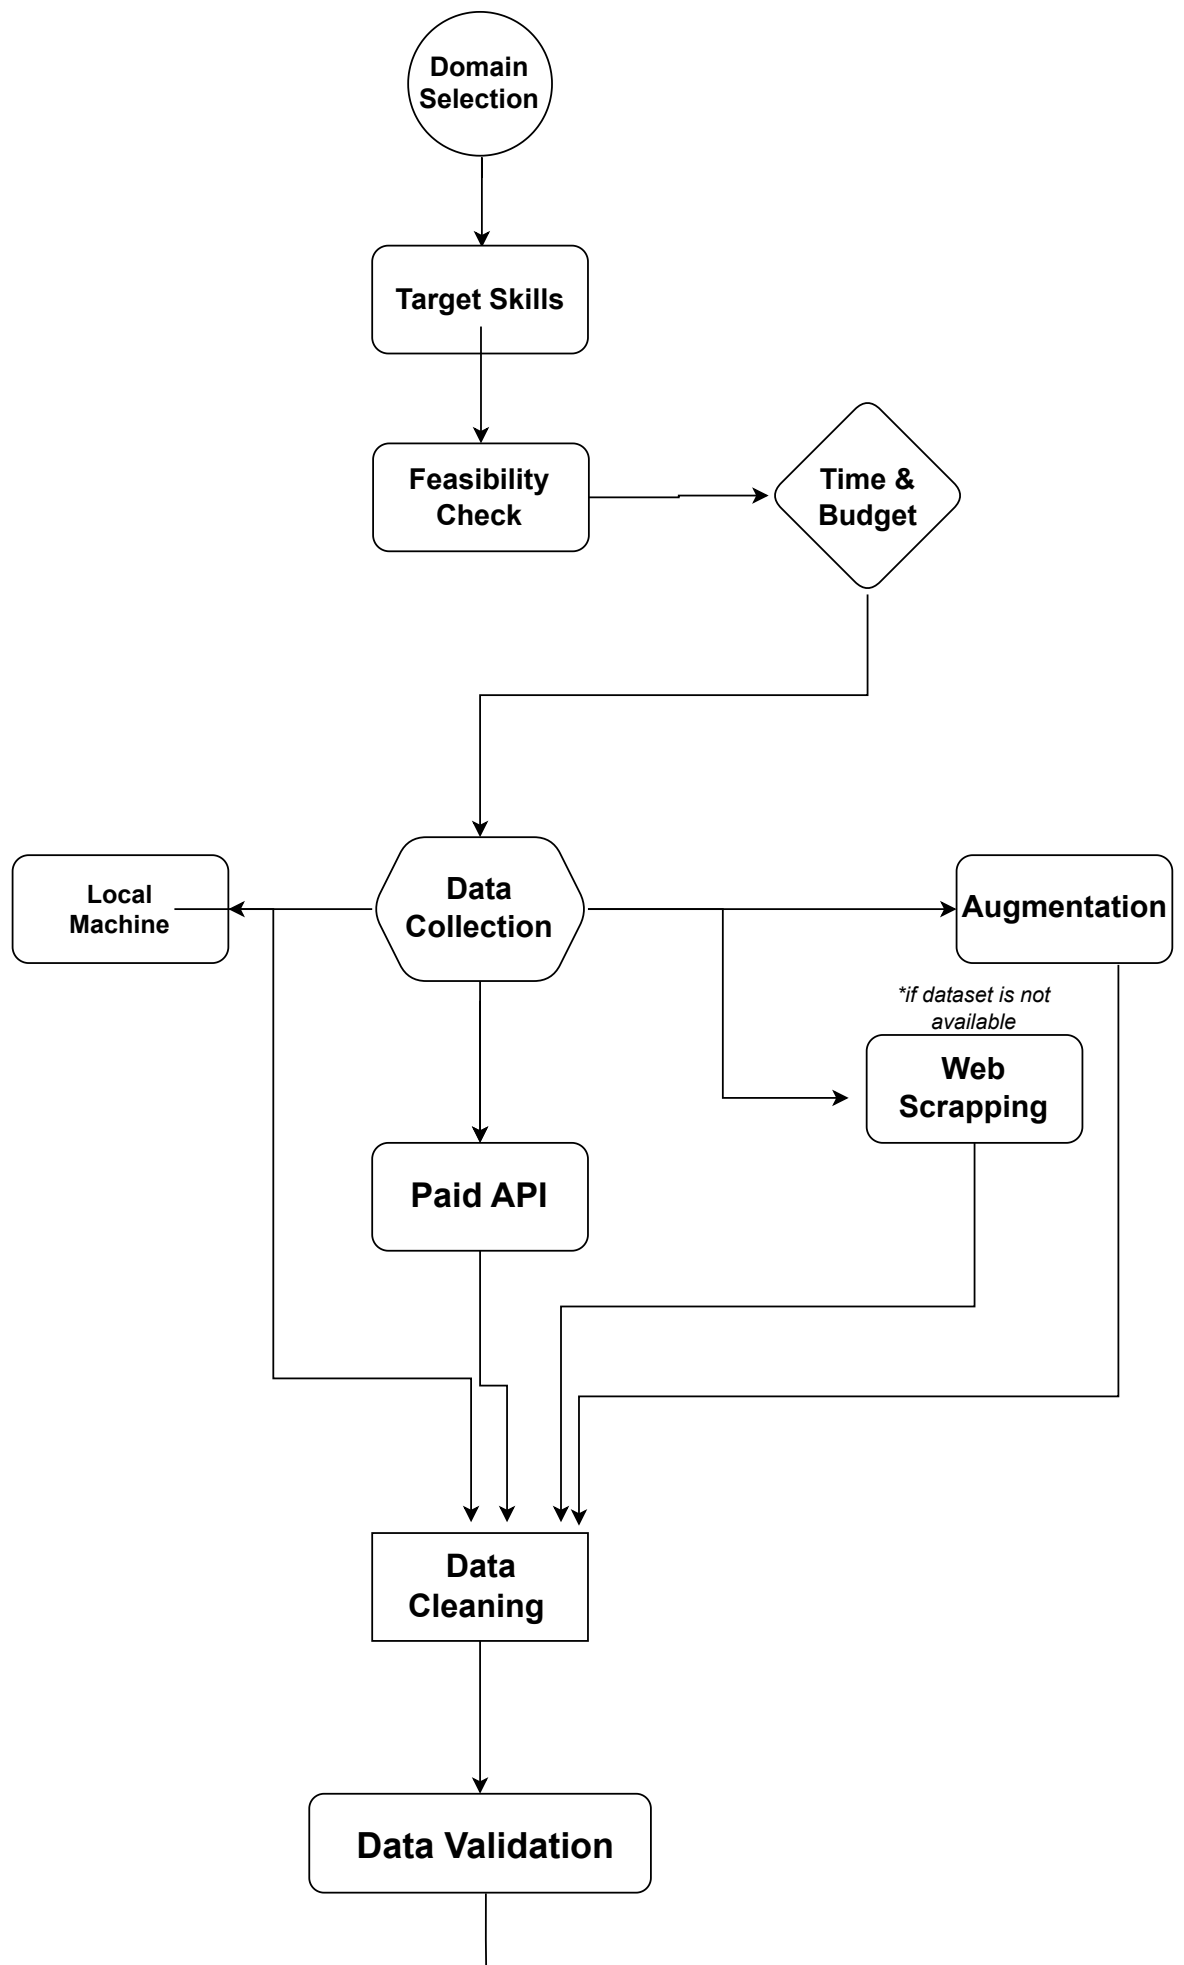 Domain
Selection
Target Skills
Feasibility
Check
Time &
Budget
Local
Machine
Data
Collection
Augmentation
*if dataset is not
available
Web
Scrapping
Paid API
Data
Cleaning
Data Validation